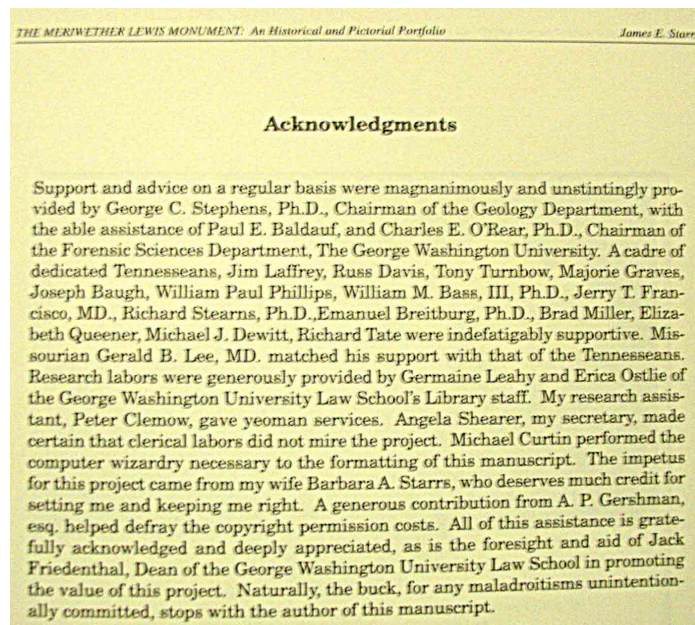 THE MERIWETHER LEWIS MONUMENT: An Historical and Pictorial Portfolio James E. Starr
Acknowledgments
Support and advice on a regular basis were magnanimously and unstintingly pro-
vided by George C. Stephens, Ph.D., Chairman of the Geology Department, with
the able assistance of Paul E. Baldauf, and Charles E. O'Rear, Ph.D., Chairman of
the Forensic Sciences Department, The George Washington University. A cadre of
dedicated Tennesseans, Jim Laffrey, Russ Davis, Tony Turnbow, Majorie Graves,
Joseph Baugh, William Paul Phillips, William M. Bass, III, Ph.D., Jerry T. Fran-
cisco, MD., Richard Stearns, Ph.D.,Emanuel Breitburg, Ph.D., Brad Miller, Eliza-
beth Queener, Michael J. Dewitt, Richard Tate were indefatigably supportive. Mis-
sourian Gerald B. Lee, MD. matched his support with that of the Tennesseans.
Research labors were generously provided by Germaine Leahy and Erica Ostlie of
the George Washington University Law School's Library staff. My research assis-
tant, Peter Clemow, gave yeoman services. Angela Shearer, my secretary, made
certain that clerical labors did not mire the project. Michael Curtin performed the
computer wizardry necessary to the formatting of this manuscript. The impetus
for this project came from my wife Barbara A. Starrs, who deserves much credit for
setting me and keeping me right. A generous contribution from A. P. Gershman,
esq. helped defray the copyright permission costs. All of this assistance is grate-
fully acknowledged and deeply appreciated, as is the foresight and aid of Jack
Friedenthal, Dean of the George Washington University Law School in promoting
the value of this project. Naturally, the buck, for any maladroitisms unintention-
ally committed, stops with the author of this manuscript.